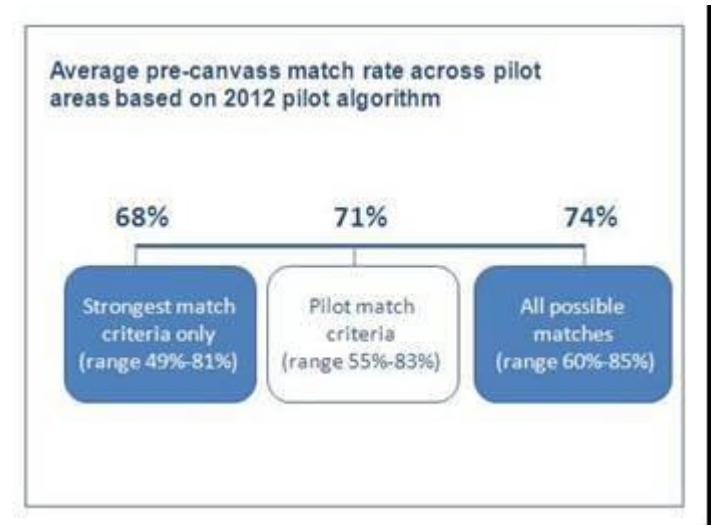 Average pre-canvass match rate across pilot
areas based on 2012 pilot algorithm
68%
71%
74%
Strongest match
criteria only
(range 49%-81%)
Pilot match
criteria
(range 55%-83%)
All possible
matches
(range 60%-85%)